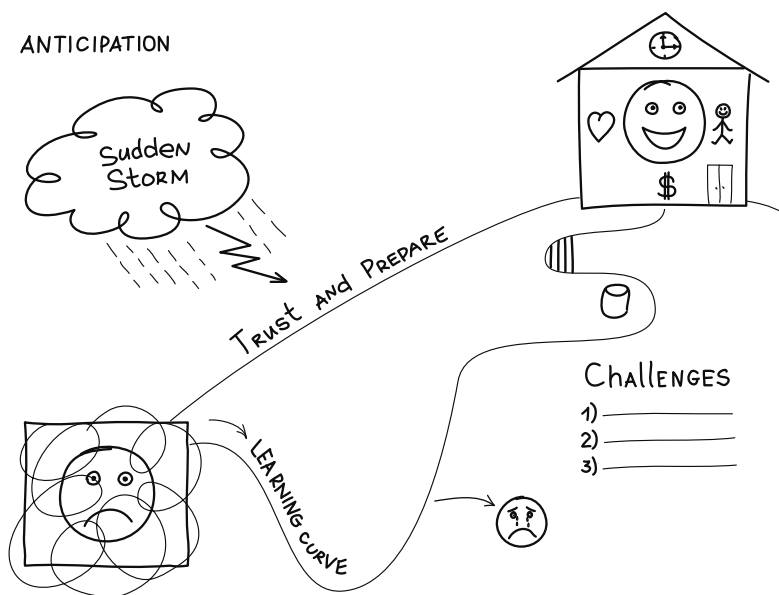 ANTICIPATION
Sudden
STORM
$
TRUST AND PREPARE
Challenges
1)
2)
3)
LEARNING CURVE